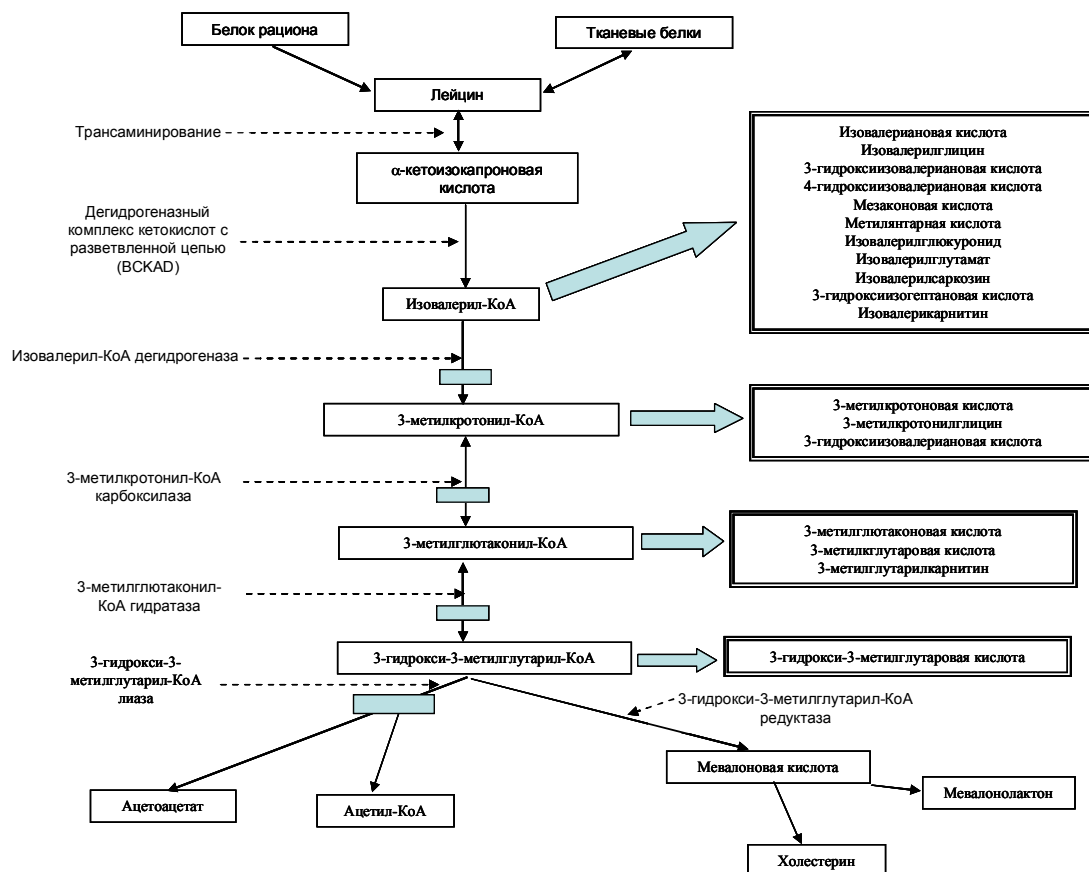 Белок рациона
Тканевые белки
Лейцин
Трансаминирование
α-кетоизокапроновая
кислота
Дегидрогеназный
комплекс кетокислот с
разветвленной цепью
(BCKAD)
Изовалерил-КоА
Изовалериановая кислота
Изовалерилглицин
3-гидроксиизовалериановая кислота
4-гидроксиизовалериановая кислота
Мезаконовая кислота
Метилянтарная кислота
Изовалерилглюкуронид
Изовалерилглутамат
Изовалерилсаркозин
3-гидроксиизогептановая кислота
Изовалерикарнитин
Изовалерил-КоА дегидрогеназа
3-метилкротонил-КоА
3-метилкротоновая кислота
3-метилкротонилглицин
3-гидроксиизовалериановая кислота
3-метилкротонил-КоА
карбоксилаза
3-метилглютаконил-КоА
3-метилглютаконовая кислота
3-метилкглутаровая кислота
3-метилглутарилкарнитин
3-метилглютаконил-
КоА гидратаза
3-гидрокси-3-метилглутарил-КоА
3-гидрокси-3-метилглутаровая кислота
3-гидрокси-3-
метилглутарил-КоА
лиаза
3-гидрокси-3-метилглутарил-КоА
редуктаза
Мевалоновая кислота
Ацетоацетат
Ацетил-КоА
Мевалонолактон
Холестерин